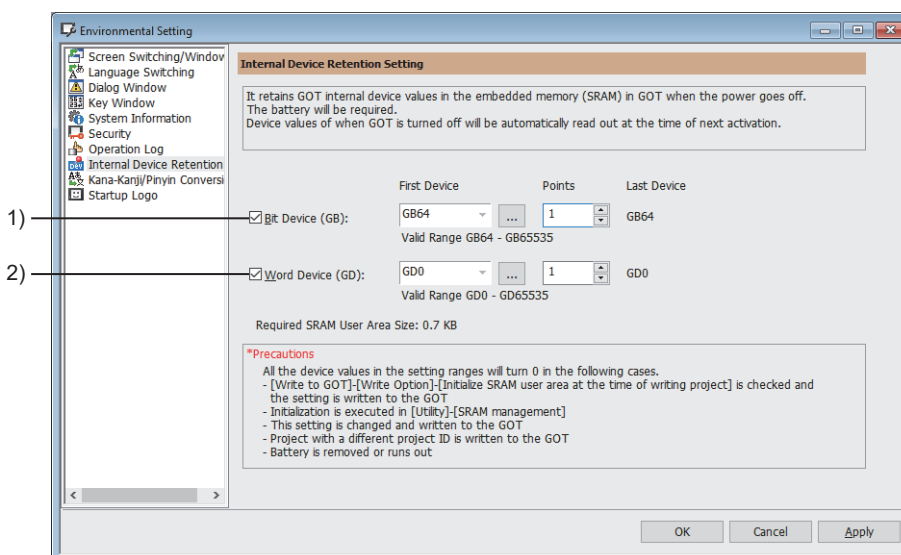 Environmental Setting
Screen Switching/Window
Language Switching
Dialog Window
Key Window
System Information
Security
Operation Log
Internal Device Retention
Kana-Kanji/Pinyin Conversi
Startup Logo
Internal Device Retention Setting
It retains GOT internal device values in the embedded memory (SRAM) in GOT when the power goes off.
The battery will be required.
Device values of when GOT is turned off will be automatically read out at the time of next activation.
First Device Points Last Device
1) Bit Device (GB): GB64 ... 1 GB64
Valid Range GB64 - GB65535
2) Word Device (GD): GD0 ... 1 GD0
Valid Range GD0 - GD65535
Required SRAM User Area Size: 0.7 KB
*Precautions
All the device values in the setting ranges will turn 0 in the following cases.
- [Write to GOT]-[Write Option]-[Initialize SRAM user area at the time of writing project] is checked and
the setting is written to the GOT
- Initialization is executed in [Utility]-[SRAM management]
- This setting is changed and written to the GOT
- Project with a different project ID is written to the GOT
- Battery is removed or runs out
OK Cancel Apply